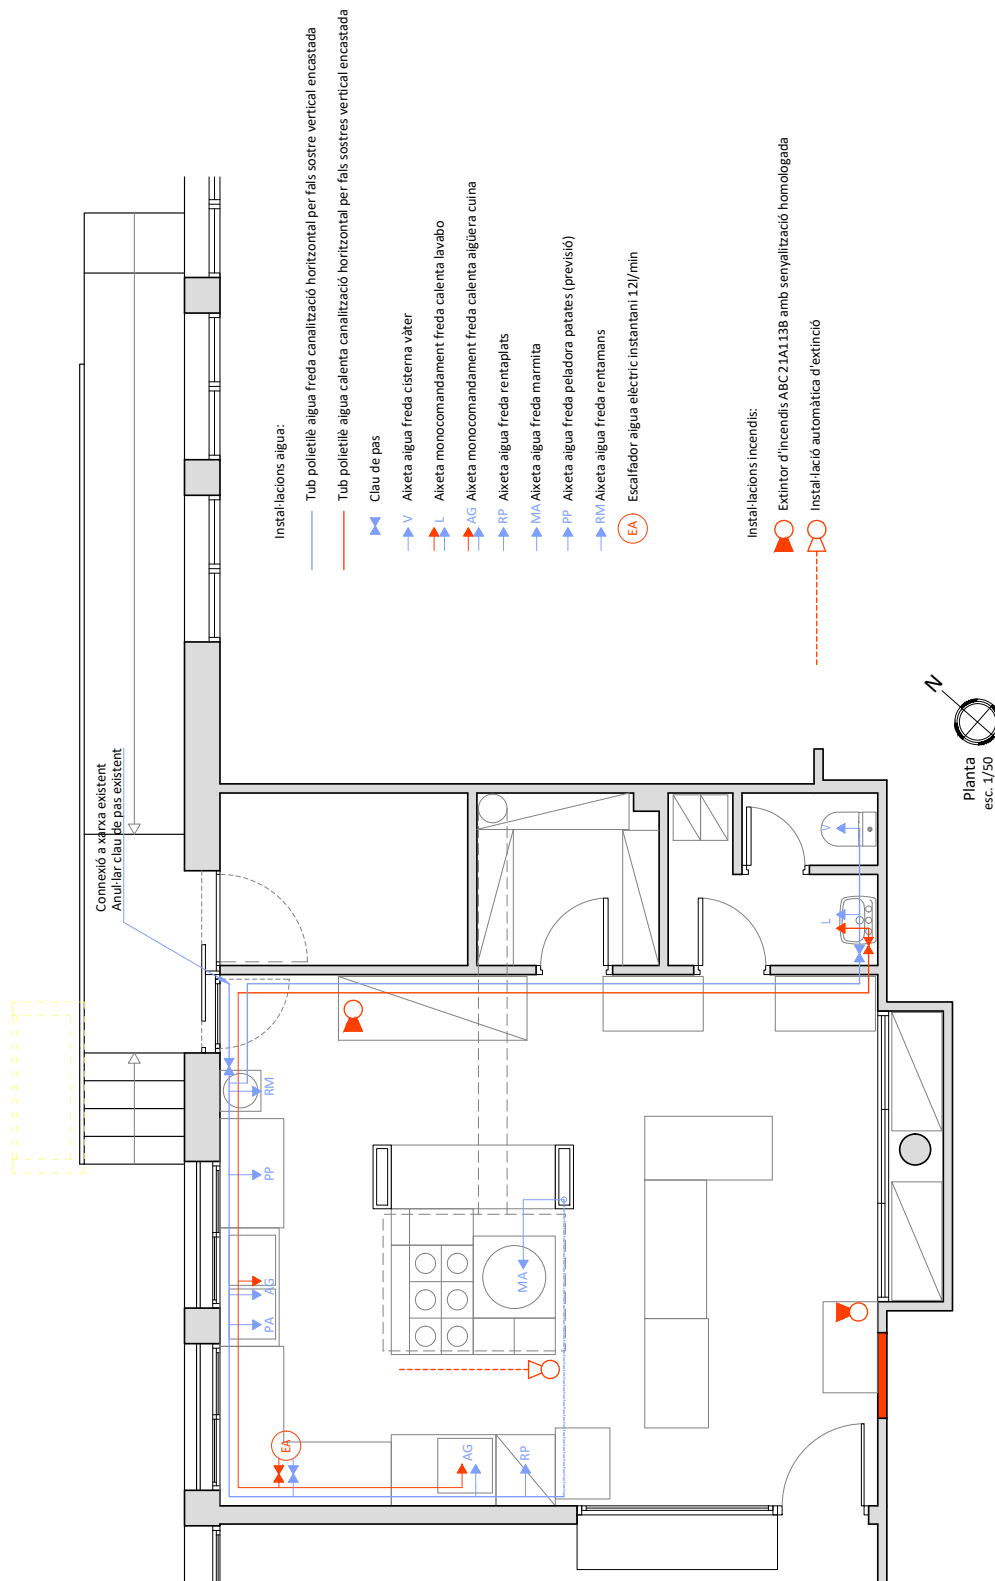 Instal·lacions aigua:
Tub polietilè aigua freda canalització horitzontal per fals sostre vertical encastada
Tub polietilè aigua calenta canalització horitzontal per fals sostres vertical encastada
Clau de pas
V Aixeta aigua freda cisterna vàter
L Aixeta monocomandament freda calenta lavabo
AG Aixeta monocomandament freda calenta aigüera cuina
RP Aixeta aigua freda rentaplats
MA Aixeta aigua freda marmita
PP Aixeta aigua freda peladora patates (previsió)
RM Aixeta aigua freda rentamans
EA Escalfador aigua elèctric instantani 12l/min
Instal·lacions incendis:
Extintor d'incendis ABC 21A113B amb senyalització homologada
Instal·lació automàtica d'extinció
Connexió a xarxa existent
Anul·lar clau de pas existent
RM
PP
AG
PA
EA
MA
AG
RP
V
L
N
Planta
esc. 1/50